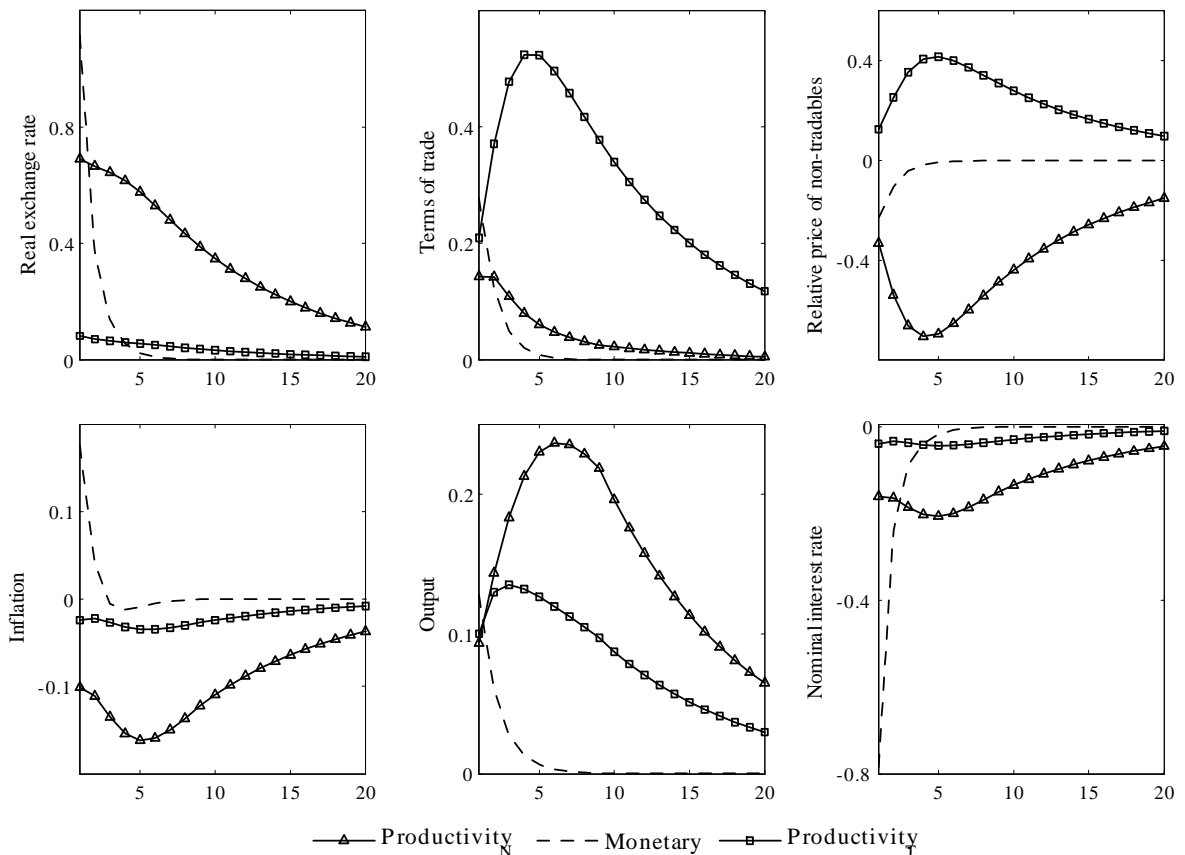 Real exchange rate
0.8
0.4
0
5 10 15 20
Terms of trade
0.4
0.2
0
5 10 15 20
Relative price of non-tradables
0.4
0
-0.4
5 10 15 20
Inflation
0.1
0
-0.1
5 10 15 20
Output
0.2
0.1
0
5 10 15 20
Nominal interest rate
0
-0.4
-0.8
5 10 15 20
Productivity_N Monetary Productivity_T